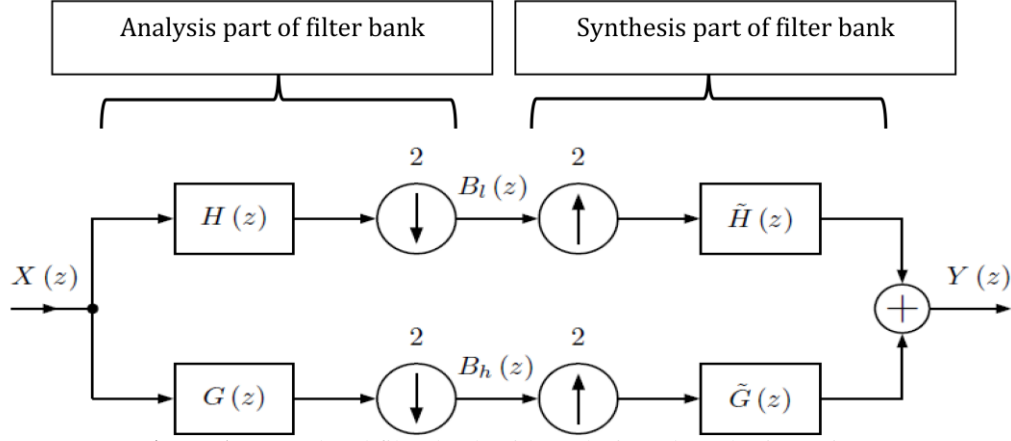 Analysis part of filter bank
Synthesis part of filter bank
2
2
B_l (z)
H (z)
H̃ (z)
X (z)
Y (z)
+
2
2
B_h (z)
G (z)
G̃ (z)